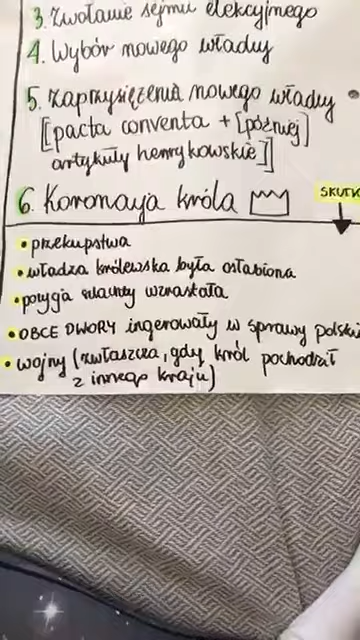 3. Zwołanie sejmu elekcyjnego
4. Wybór nowego władcy
5. Zaprzysiężenia nowego władcy
[pacta conventa + [później]
artykuły henrykowskie]]
6. Koronacja króla
SKUTK
• przekupstwa
• władza królewska była osłabiona
• pozycja szlachty wzrastała
• OBCE DWORY ingerowały w sprawy polski
• wojny (zwłaszcza, gdy król pochodził
z innego kraju)